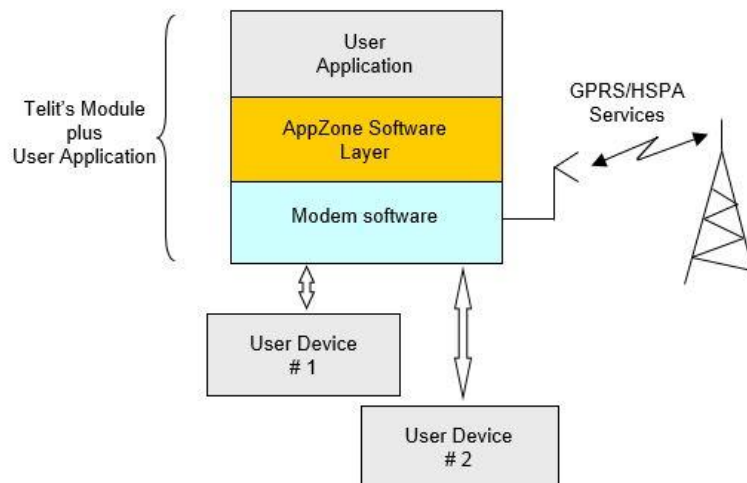 User
Application
Telit's Module
plus
User Application
AppZone Software
Layer
Modem software
GPRS/HSPA
Services
User Device
# 1
User Device
# 2